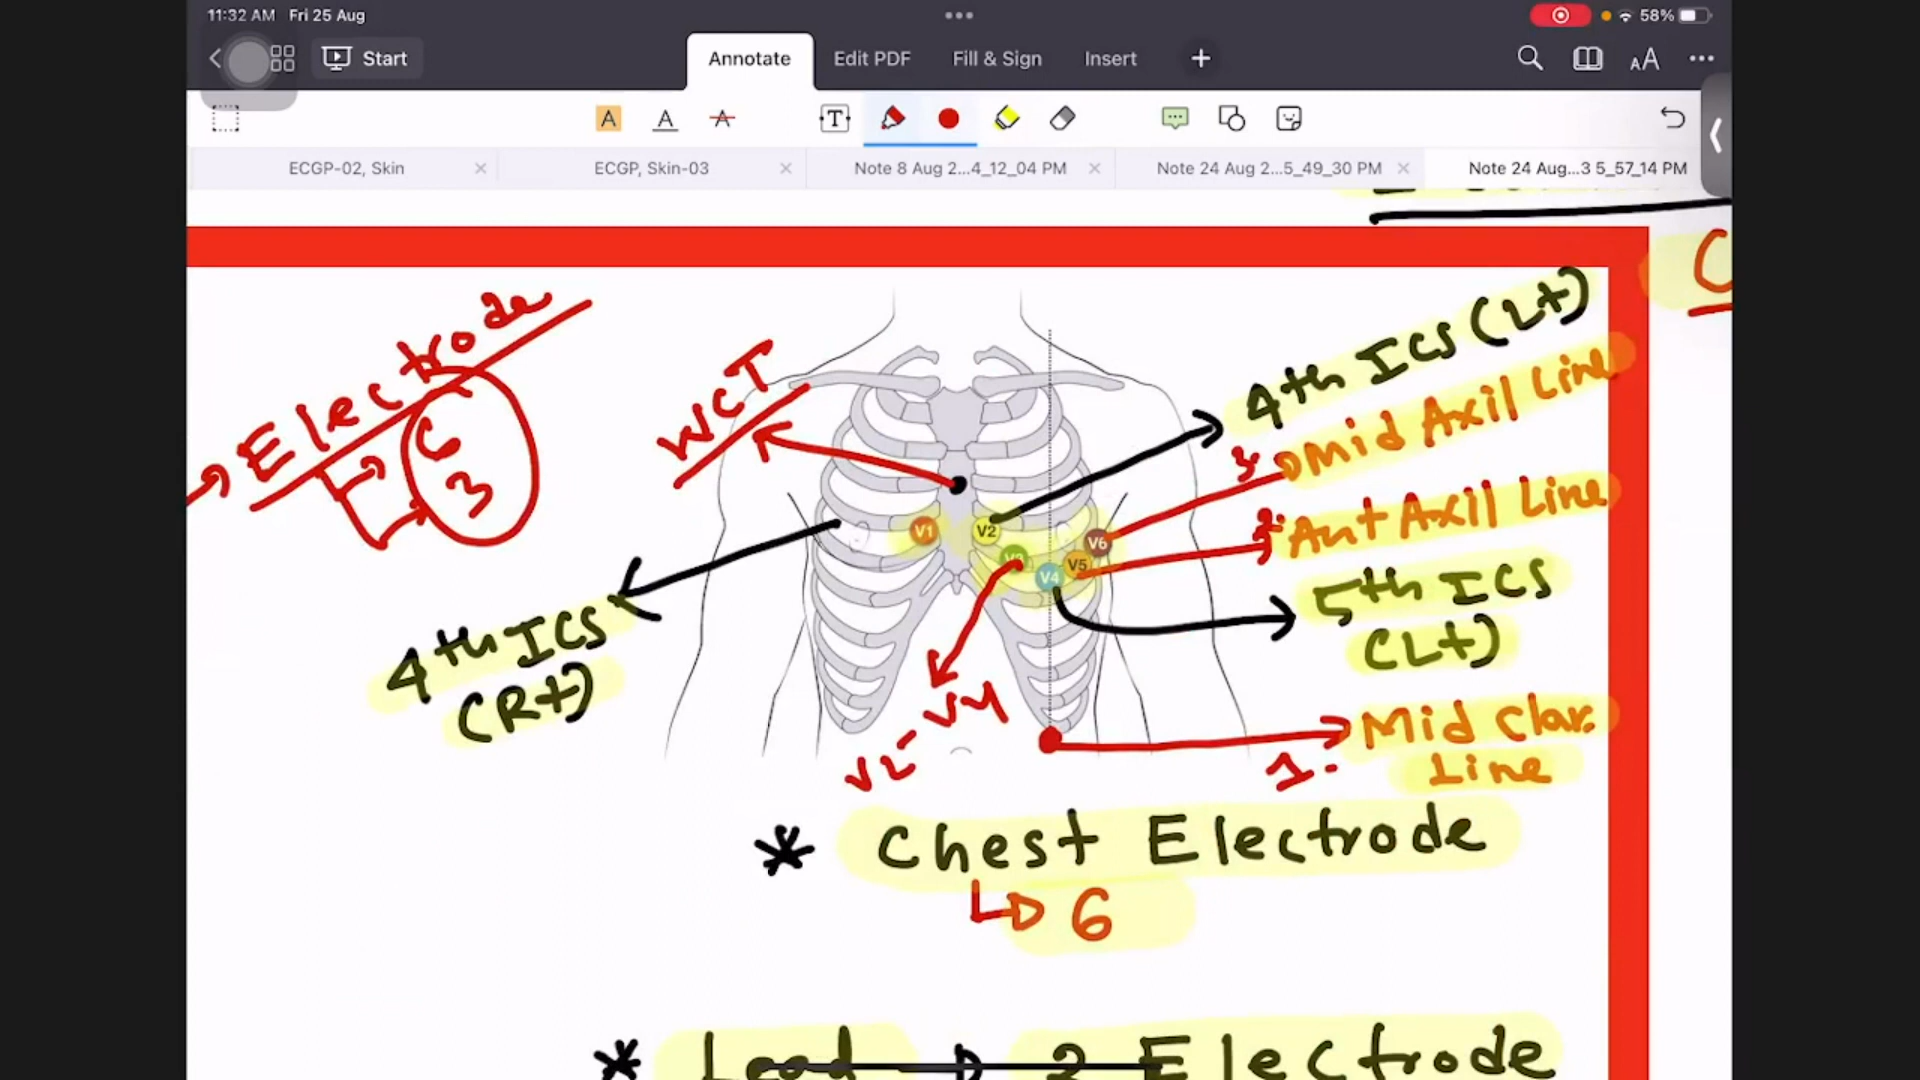 11:32 AM Fri 25 Aug
58%
Start
Annotate
Edit PDF
Fill & Sign
Insert
ECGP-02, Skin
ECGP, Skin-03
Note 8 Aug 2...4_12_04 PM
Note 24 Aug 2...5_49_30 PM
Note 24 Aug...3 5_57_14 PM
Electrode
6
3
WCT
4th ICS (Lt)
3. Mid Axil Line
2. Ant Axil Line
5th ICS
(Lt)
V1
V2
V3
V4
V5
V6
4th ICS
(Rt)
V2 - V4
1. Mid Clav.
Line
* Chest Electrode
6
* Lead 2 Electrode